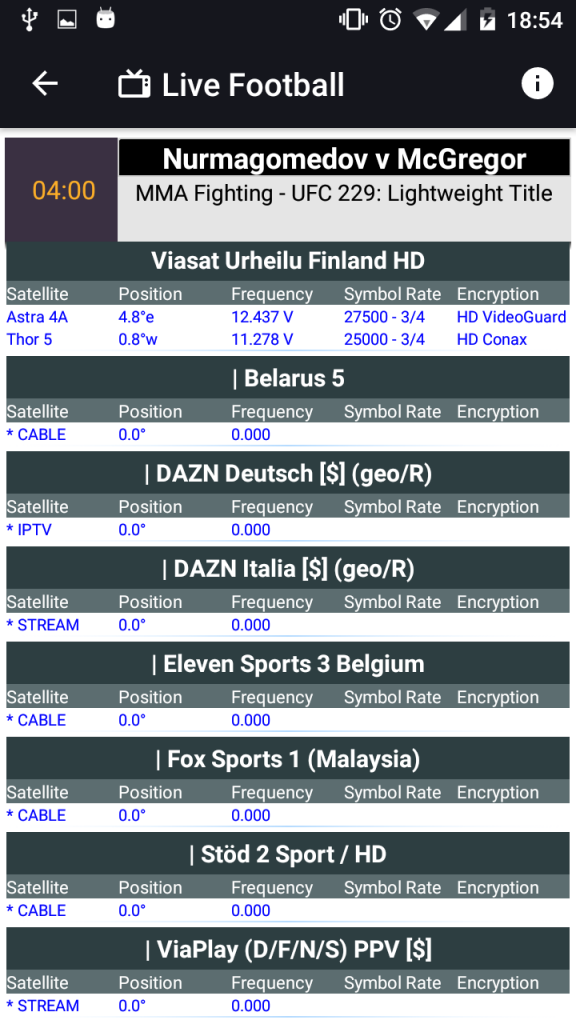 18:54
Live Football
04:00
Nurmagomedov v McGregor
MMA Fighting - UFC 229: Lightweight Title
Viasat Urheilu Finland HD
Satellite Position Frequency Symbol Rate Encryption
Astra 4A 4.8°e 12.437 V 27500 - 3/4 HD VideoGuard
Thor 5 0.8°w 11.278 V 25000 - 3/4 HD Conax
| Belarus 5
Satellite Position Frequency Symbol Rate Encryption
* CABLE 0.0° 0.000
| DAZN Deutsch [$] (geo/R)
Satellite Position Frequency Symbol Rate Encryption
* IPTV 0.0° 0.000
| DAZN Italia [$] (geo/R)
Satellite Position Frequency Symbol Rate Encryption
* STREAM 0.0° 0.000
| Eleven Sports 3 Belgium
Satellite Position Frequency Symbol Rate Encryption
* CABLE 0.0° 0.000
| Fox Sports 1 (Malaysia)
Satellite Position Frequency Symbol Rate Encryption
* CABLE 0.0° 0.000
| Stöd 2 Sport / HD
Satellite Position Frequency Symbol Rate Encryption
* CABLE 0.0° 0.000
| ViaPlay (D/F/N/S) PPV [$]
Satellite Position Frequency Symbol Rate Encryption
* STREAM 0.0° 0.000